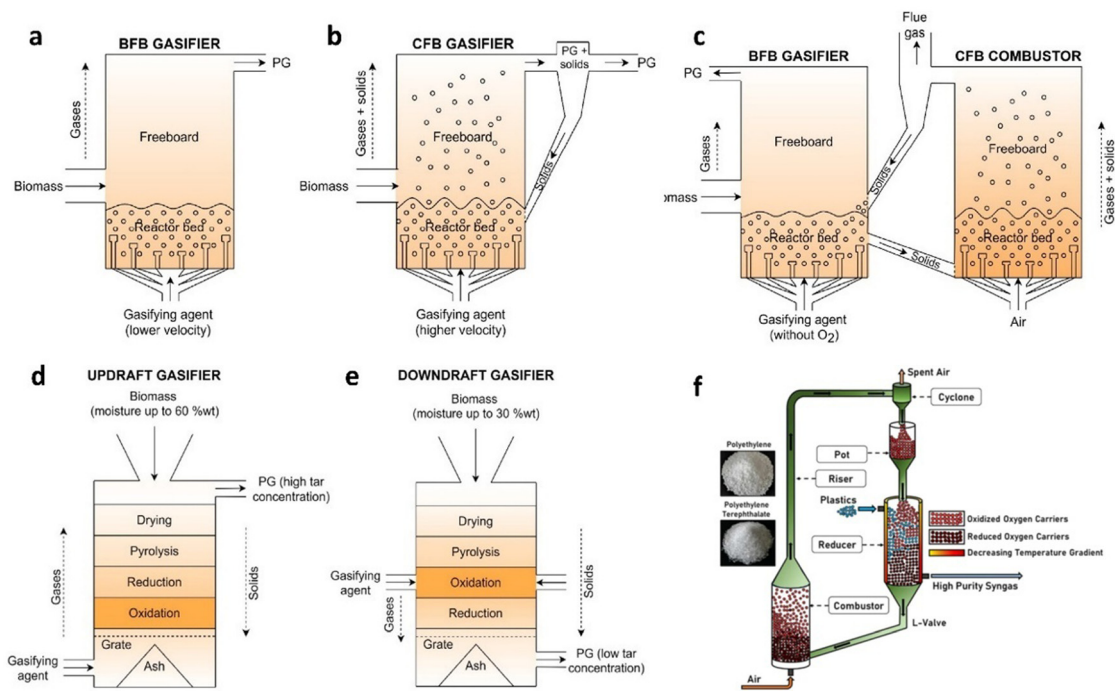 a
BFB GASIFIER
PG
Gases
Freeboard
Biomass
Reactor bed
Gasifying agent
(lower velocity)
b
CFB GASIFIER
PG +
solids
PG
Gases + solids
Freeboard
Solids
Biomass
Reactor bed
Gasifying agent
(higher velocity)
c
Flue
gas
BFB GASIFIER
CFB COMBUSTOR
PG
Gases
Freeboard
Freeboard
Solids
Gases + solids
omass
Reactor bed
Reactor bed
Solids
Gasifying agent
(without O2)
Air
d
UPDRAFT GASIFIER
Biomass
(moisture up to 60 %wt)
PG (high tar
concentration)
Drying
Pyrolysis
Reduction
Oxidation
Gases
Solids
Grate
Gasifying
agent
Ash
e
DOWNDRAFT GASIFIER
Biomass
(moisture up to 30 %wt)
Drying
Pyrolysis
Gasifying
agent
Oxidation
Reduction
Gases
Solids
Grate
Ash
PG (low tar
concentration)
f
Spent Air
Cyclone
Polyethylene
Pot
Riser
Plastics
Polyethylene
Terephthalate
Oxidized Oxygen Carriers
Reduced Oxygen Carriers
Reducer
Decreasing Temperature Gradient
High Purity Syngas
Combustor
L-Valve
Air